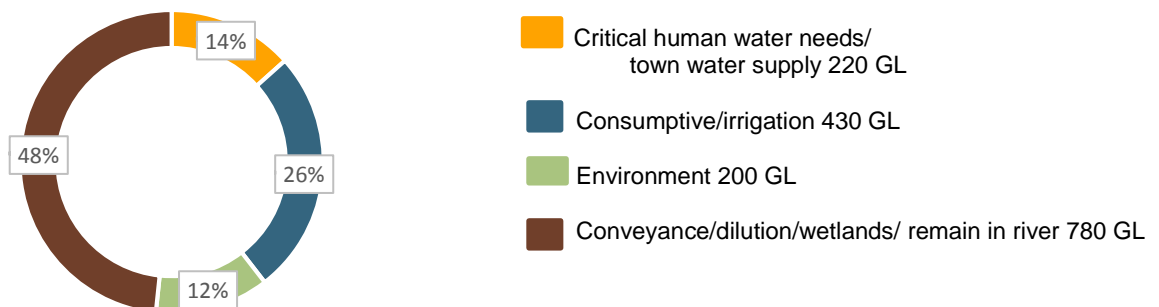 14%
48%
26%
12%
Critical human water needs/
town water supply 220 GL
Consumptive/irrigation 430 GL
Environment 200 GL
Conveyance/dilution/wetlands/ remain in river 780 GL